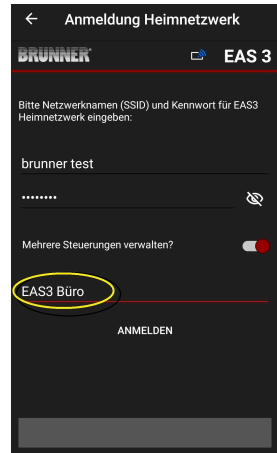 Anmeldung Heimnetzwerk
BRUNNER EAS 3
Bitte Netzwerknamen (SSID) und Kennwort für EAS3
Heimnetzwerk eingeben:
brunner test
........
Mehrere Steuerungen verwalten?
EAS3 Büro
ANMELDEN